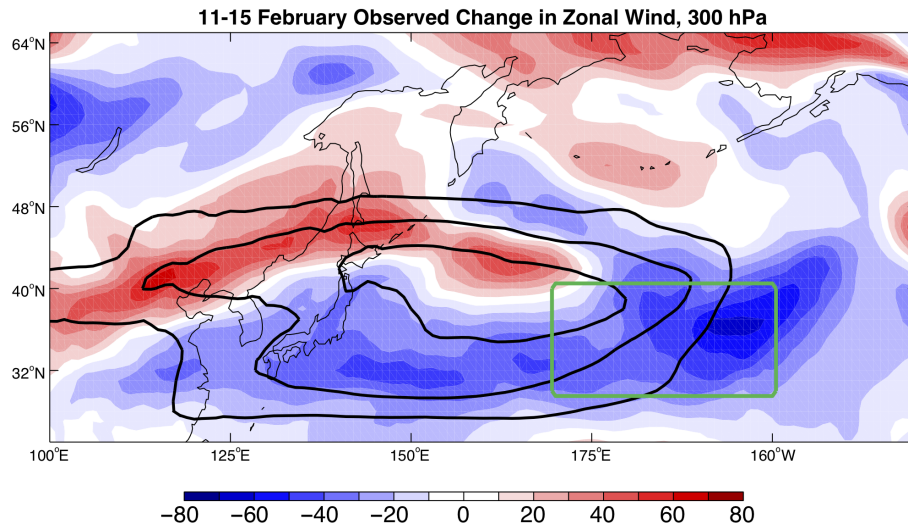 11-15 February Observed Change in Zonal Wind, 300 hPa
64°N
56°N
48°N
40°N
32°N
100°E 125°E 150°E 175°E 160°W
−80 −60 −40 −20 0 20 40 60 80